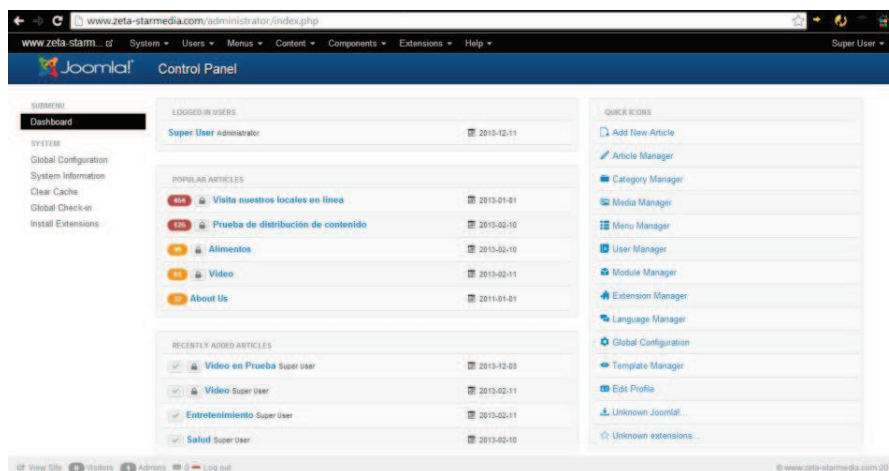 www.zeta-starmedia.com/administrator/index.php
www.zeta-starm... System Users Menus Content Components Extensions Help Super User
Joomla! Control Panel
SUBMENU
Dashboard
SYSTEM
Global Configuration
System Information
Clear Cache
Global Check-in
Install Extensions
LOGGED-IN USERS
Super User Administrator 2013-12-11
POPULAR ARTICLES
Visita nuestros locales en línea 2013-01-01
125 Prueba de distribución de contenido 2013-02-10
Alimentos 2013-02-10
Video 2013-02-11
About Us 2011-01-01
RECENTLY ADDED ARTICLES
Video en Prueba Super User 2013-12-03
Video Super User 2013-02-11
Entretenimiento Super User 2013-02-11
Salud Super User 2013-02-10
QUICK ICONS
Add New Article
Article Manager
Category Manager
Media Manager
Menu Manager
User Manager
Module Manager
Extension Manager
Language Manager
Global Configuration
Template Manager
Edit Profile
Unknown Joomla!...
Unknown extensions...
View Site Visitors Admins 0 Log out
© www.zeta-starmedia.com 20